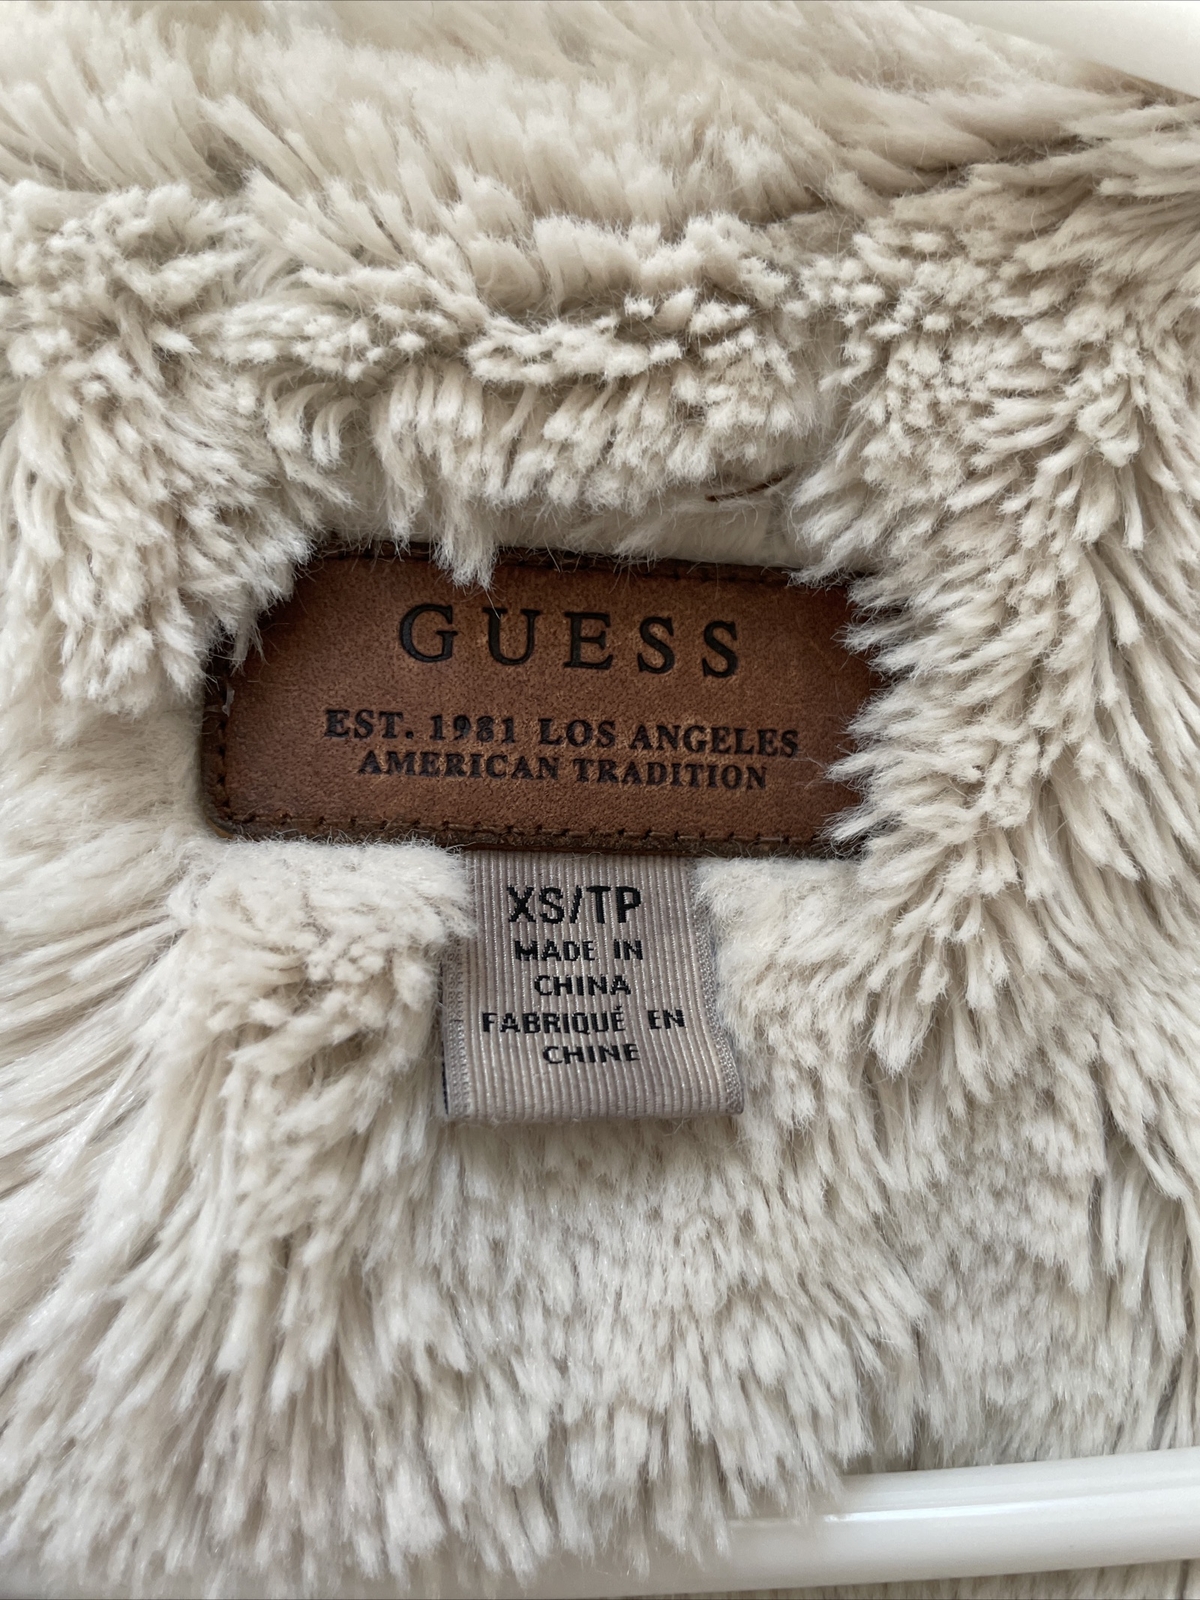 GUESS
EST. 1981 LOS ANGELES
AMERICAN TRADITION
XS/TP
MADE IN
CHINA
FABRIQUÉ EN
CHINE